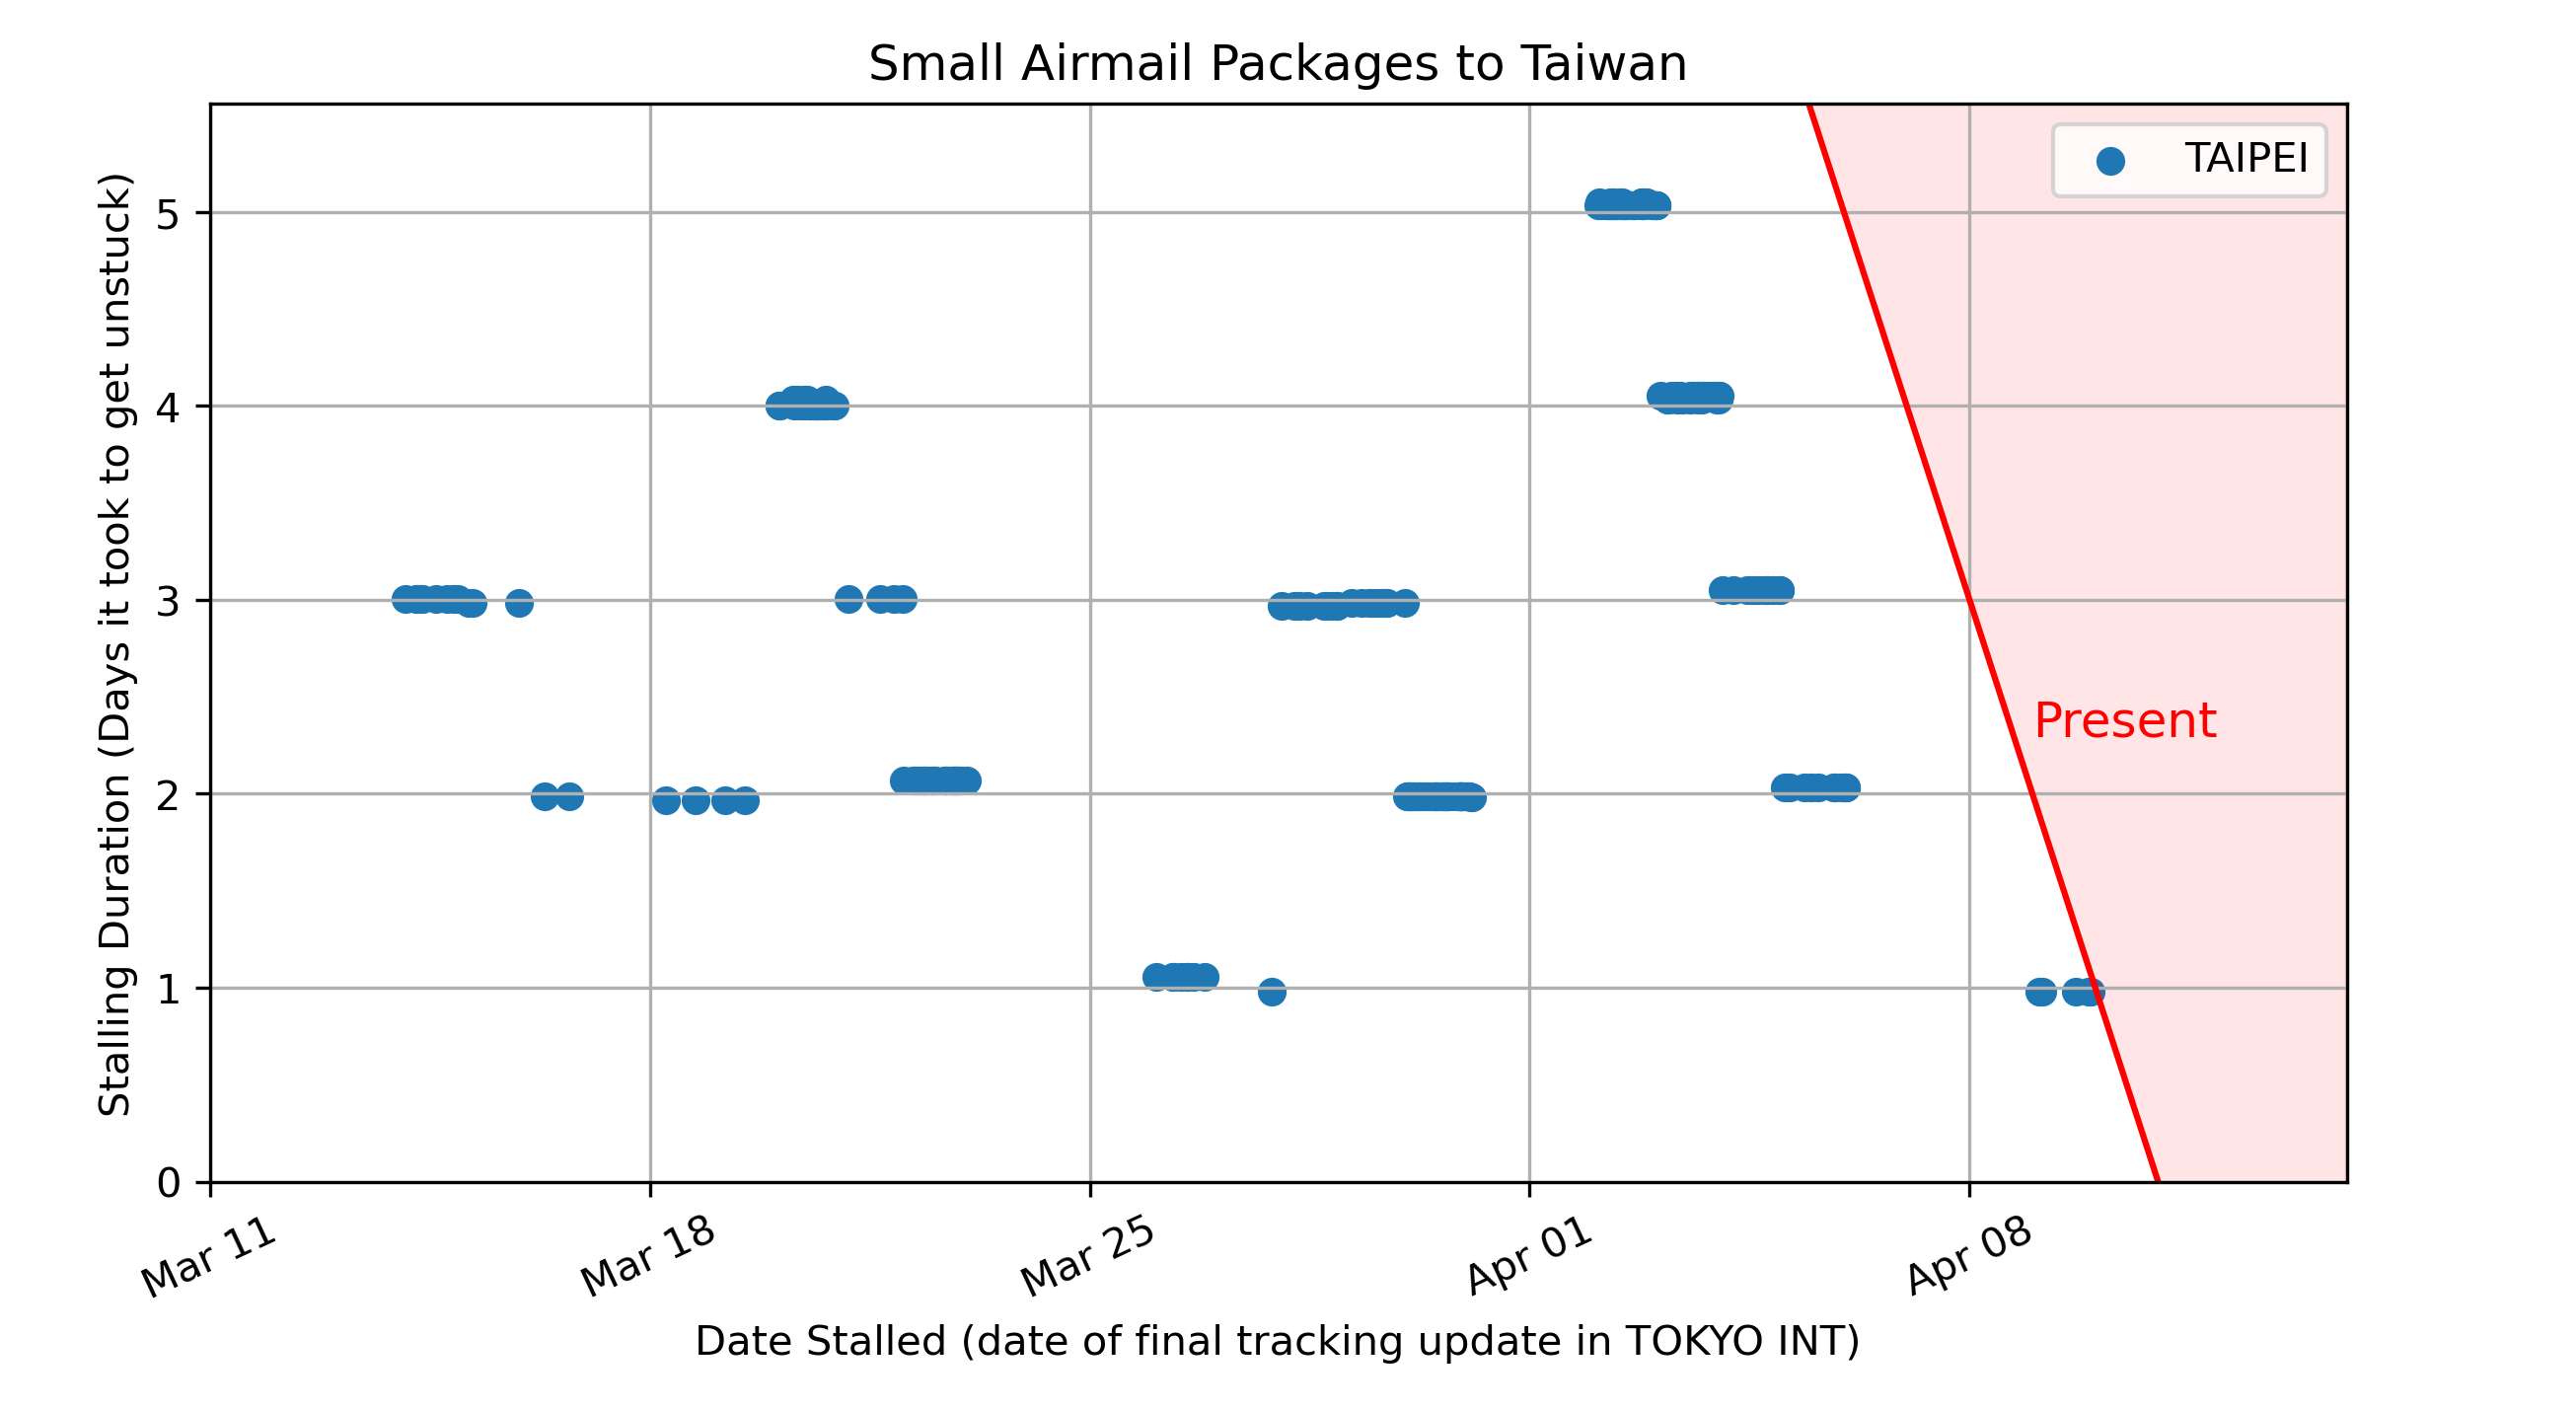 Small Airmail Packages to Taiwan
TAIPEI
Stalling Duration (Days it took to get unstuck)
5
4
3
2
1
0
Present
Mar 11
Mar 18
Mar 25
Apr 01
Apr 08
Date Stalled (date of final tracking update in TOKYO INT)